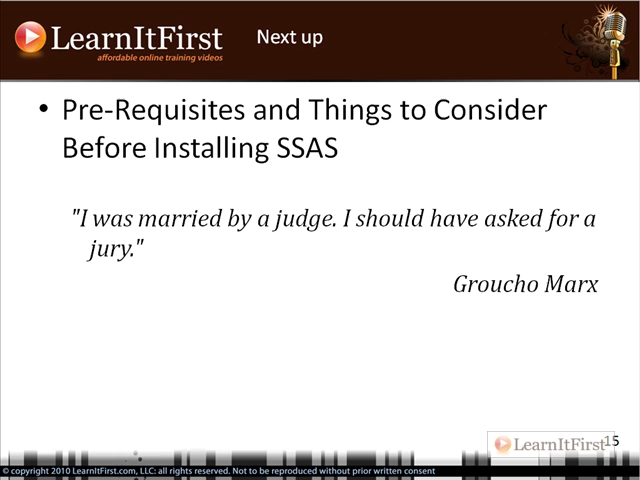 LearnItFirst
affordable online training videos
Next up
• Pre-Requisites and Things to Consider
Before Installing SSAS
"I was married by a judge. I should have asked for a
jury."
Groucho Marx
LearnItFirst
15
© copyright 2010 LearnItFirst.com, LLC: all rights reserved. Not to be reproduced without prior written consent